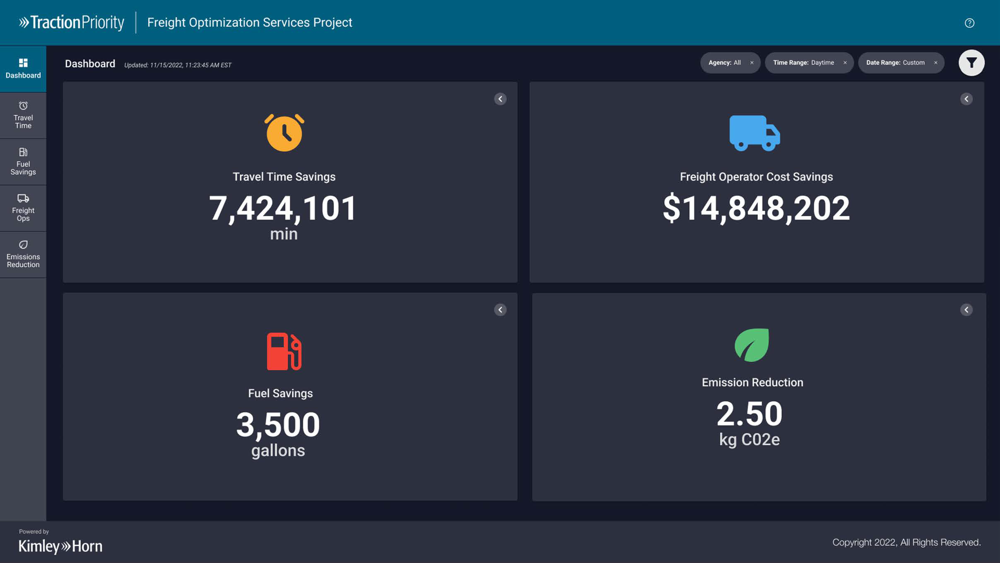 TractionPriority
Freight Optimization Services Project
Dashboard
Travel
Time
Fuel
Savings
Freight
Ops
Emissions
Reduction
Dashboard
Updated: 11/15/2022, 11:23:45 AM EST
Agency: All ×
Time Range: Daytime ×
Date Range: Custom ×
Travel Time Savings
7,424,101
min
Freight Operator Cost Savings
$14,848,202
Fuel Savings
3,500
gallons
Emission Reduction
2.50
kg C02e
Powered by
Kimley»Horn
Copyright 2022, All Rights Reserved.